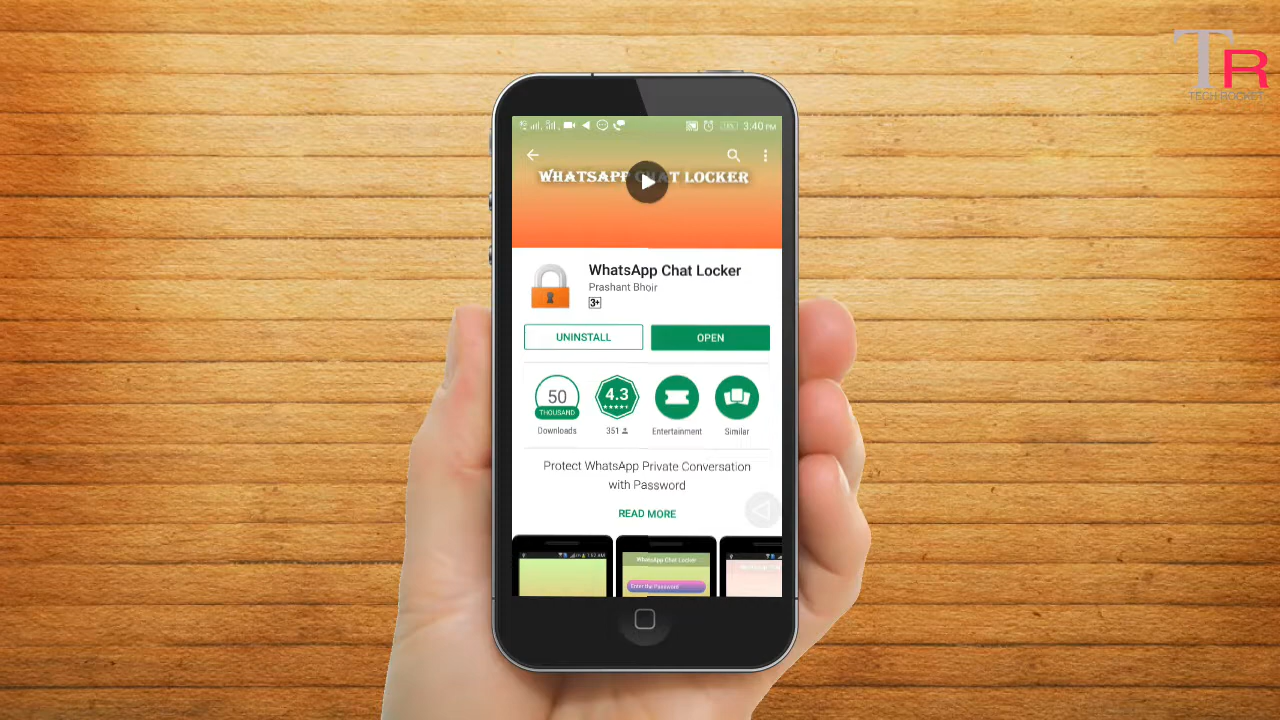 TR
TECH ROCKET
3:40 PM
WHATSAPP CHAT LOCKER
WhatsApp Chat Locker
Prashant Bhoir
3+
UNINSTALL
OPEN
50
THOUSAND
4.3
Downloads
351
Entertainment
Similar
Protect WhatsApp Private Conversation
with Password
READ MORE
WhatsApp Chat Locker
Enter the Password